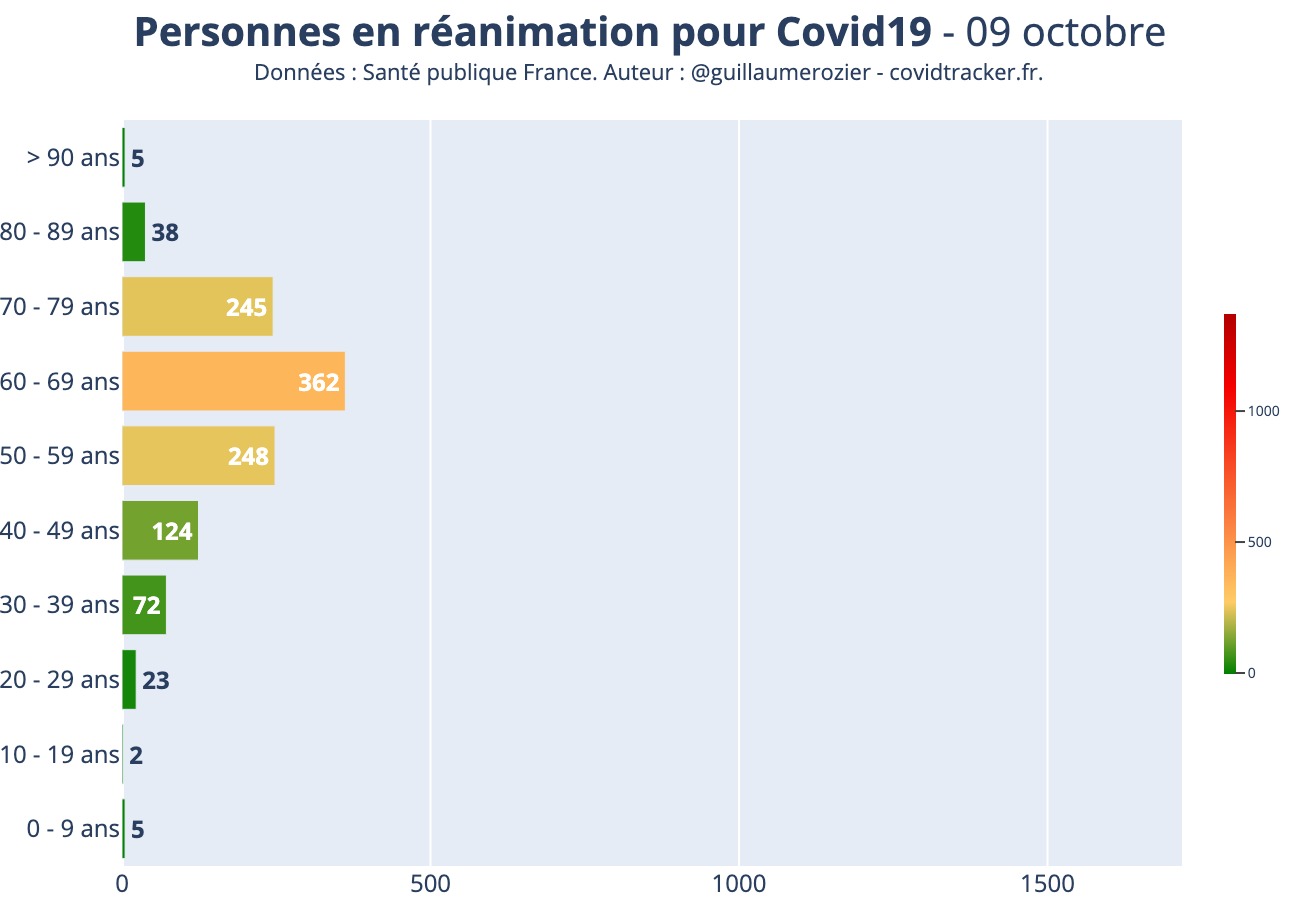 Personnes en réanimation pour Covid19 - 09 octobre
Données : Santé publique France. Auteur : @guillaumerozier - covidtracker.fr.
> 90 ans 5
80 - 89 ans 38
70 - 79 ans 245
60 - 69 ans 362
50 - 59 ans 248
40 - 49 ans 124
30 - 39 ans 72
20 - 29 ans 23
10 - 19 ans 2
0 - 9 ans 5
0 500 1000 1500
1000
500
0